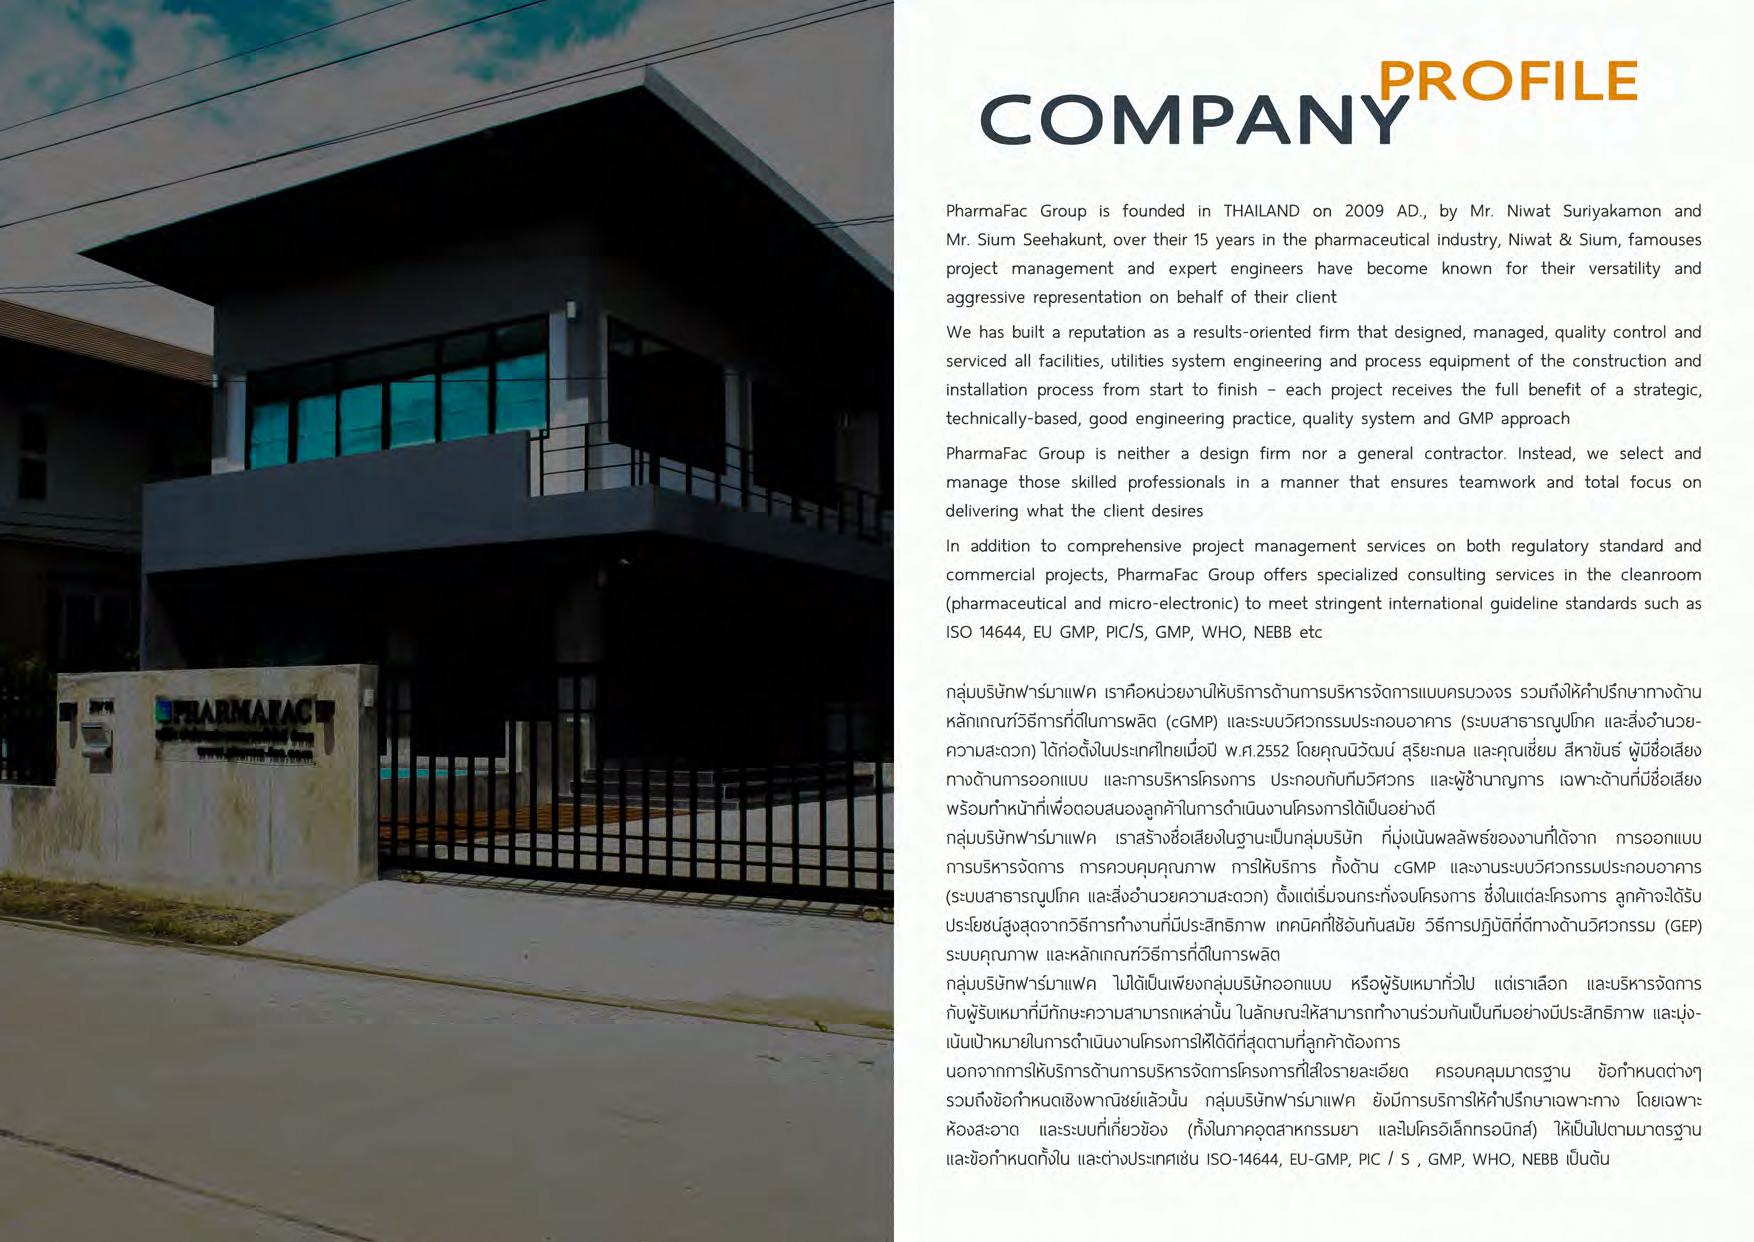 COMPANY PROFILE
PharmaFac Group is founded in THAILAND on 2009 AD., by Mr. Niwat Suriyakamon and
Mr. Sium Seehakunt, over their 15 years in the pharmaceutical industry, Niwat & Sium, famouses
project management and expert engineers have become known for their versatility and
aggressive representation on behalf of their client
We has built a reputation as a results-oriented firm that designed, managed, quality control and
serviced all facilities, utilities system engineering and process equipment of the construction and
installation process from start to finish – each project receives the full benefit of a strategic,
technically-based, good engineering practice, quality system and GMP approach
PharmaFac Group is neither a design firm nor a general contractor. Instead, we select and
manage those skilled professionals in a manner that ensures teamwork and total focus on
delivering what the client desires
In addition to comprehensive project management services on both regulatory standard and
commercial projects, PharmaFac Group offers specialized consulting services in the cleanroom
(pharmaceutical and micro-electronic) to meet stringent international guideline standards such as
ISO 14644, EU GMP, PIC/S, GMP, WHO, NEBB etc
กลุ่มบริษัทฟาร์มาแฟค เราคือหน่วยงานให้บริการด้านการบริหารจัดการแบบครบวงจร รวมถึงให้คำปรึกษาทางด้าน
หลักเกณฑ์วิธีการที่ดีในการผลิต (cGMP) และระบบวิศวกรรมประกอบอาคาร (ระบบสาธารณูปโภค และสิ่งอำนวย-
ความสะดวก) ได้ก่อตั้งในประเทศไทยเมื่อปี พ.ศ.2552 โดยคุณนิวัฒน์ สุริยะกมล และคุณเซี่ยม สีหาขันธ์ ผู้มีชื่อเสียง
ทางด้านการออกแบบ และการบริหารโครงการ ประกอบกับทีมวิศวกร และผู้ชำนาญการ เฉพาะด้านที่มีชื่อเสียง
พร้อมทำหน้าที่เพื่อตอบสนองลูกค้าในการดำเนินงานโครงการได้เป็นอย่างดี
กลุ่มบริษัทฟาร์มาแฟค เราสร้างชื่อเสียงในฐานะเป็นกลุ่มบริษัท ที่มุ่งเน้นผลลัพธ์ของงานที่ได้จาก การออกแบบ
การบริหารจัดการ การควบคุมคุณภาพ การให้บริการ ทั้งด้าน cGMP และงานระบบวิศวกรรมประกอบอาคาร
(ระบบสาธารณูปโภค และสิ่งอำนวยความสะดวก) ตั้งแต่เริ่มจนกระทั่งจบโครงการ ซึ่งในแต่ละโครงการ ลูกค้าจะได้รับ
ประโยชน์สูงสุดจากวิธีการทำงานที่มีประสิทธิภาพ เทคนิคที่ใช้อันทันสมัย วิธีการปฏิบัติที่ดีทางด้านวิศวกรรม (GEP)
ระบบคุณภาพ และหลักเกณฑ์วิธีการที่ดีในการผลิต
กลุ่มบริษัทฟาร์มาแฟค ไม่ได้เป็นเพียงกลุ่มบริษัทออกแบบ หรือผู้รับเหมาทั่วไป แต่เราเลือก และบริหารจัดการ
กับผู้รับเหมาที่มีทักษะความสามารถเหล่านั้น ในลักษณะให้สามารถทำงานร่วมกันเป็นทีมอย่างมีประสิทธิภาพ และมุ่ง-
เน้นเป้าหมายในการดำเนินงานโครงการให้ได้ดีที่สุดตามที่ลูกค้าต้องการ
นอกจากการให้บริการด้านการบริหารจัดการโครงการที่ใส่ใจรายละเอียด ครอบคลุมมาตรฐาน ข้อกำหนดต่างๆ
รวมถึงข้อกำหนดเชิงพาณิชย์แล้วนั้น กลุ่มบริษัทฟาร์มาแฟค ยังมีการบริการให้คำปรึกษาเฉพาะทาง โดยเฉพาะ
ห้องสะอาด และระบบที่เกี่ยวข้อง (ทั้งในภาคอุตสาหกรรมยา และไมโครอิเล็กทรอนิกส์) ให้เป็นไปตามมาตรฐาน
และข้อกำหนดทั้งใน และต่างประเทศเช่น ISO-14644, EU-GMP, PIC / S , GMP, WHO, NEBB เป็นต้น
PHARMAFAC